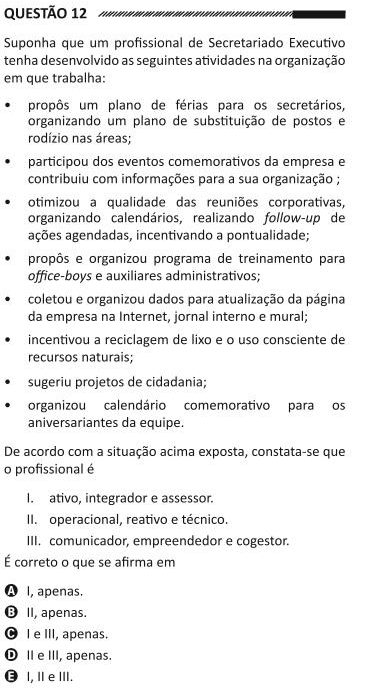 QUESTÃO 12
Suponha que um profissional de Secretariado Executivo
tenha desenvolvido as seguintes atividades na organização
em que trabalha:
• propôs um plano de férias para os secretários,
organizando um plano de substituição de postos e
rodízio nas áreas;
• participou dos eventos comemorativos da empresa e
contribuiu com informações para a sua organização ;
• otimizou a qualidade das reuniões corporativas,
organizando calendários, realizando follow-up de
ações agendadas, incentivando a pontualidade;
• propôs e organizou programa de treinamento para
office-boys e auxiliares administrativos;
• coletou e organizou dados para atualização da página
da empresa na Internet, jornal interno e mural;
• incentivou a reciclagem de lixo e o uso consciente de
recursos naturais;
• sugeriu projetos de cidadania;
• organizou calendário comemorativo para os
aniversariantes da equipe.
De acordo com a situação acima exposta, constata-se que
o profissional é
I. ativo, integrador e assessor.
II. operacional, reativo e técnico.
III. comunicador, empreendedor e cogestor.
É correto o que se afirma em
A I, apenas.
B II, apenas.
C I e III, apenas.
D II e III, apenas.
E I, II e III.